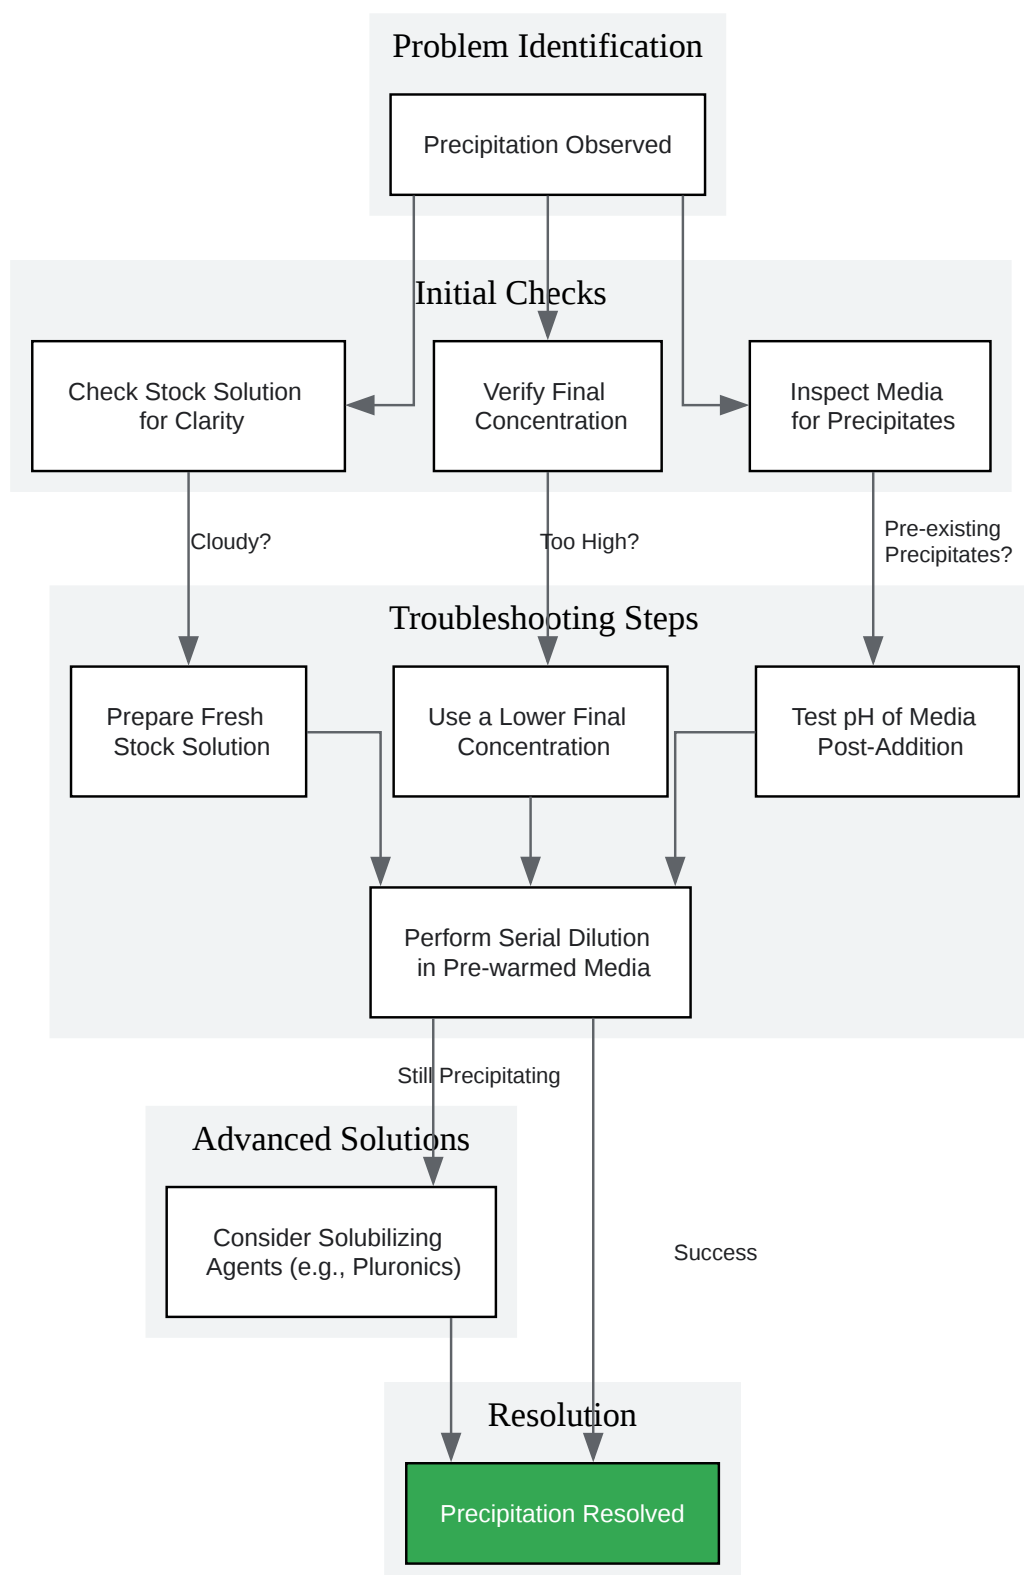 Problem Identification
Precipitation Observed
Initial Checks
Check Stock Solution
for Clarity
Verify Final
Concentration
Inspect Media
for Precipitates
Cloudy?
Too High?
Pre-existing
Precipitates?
Troubleshooting Steps
Prepare Fresh
Stock Solution
Use a Lower Final
Concentration
Test pH of Media
Post-Addition
Perform Serial Dilution
in Pre-warmed Media
Still Precipitating
Advanced Solutions
Consider Solubilizing
Agents (e.g., Pluronics)
Success
Resolution
Precipitation Resolved